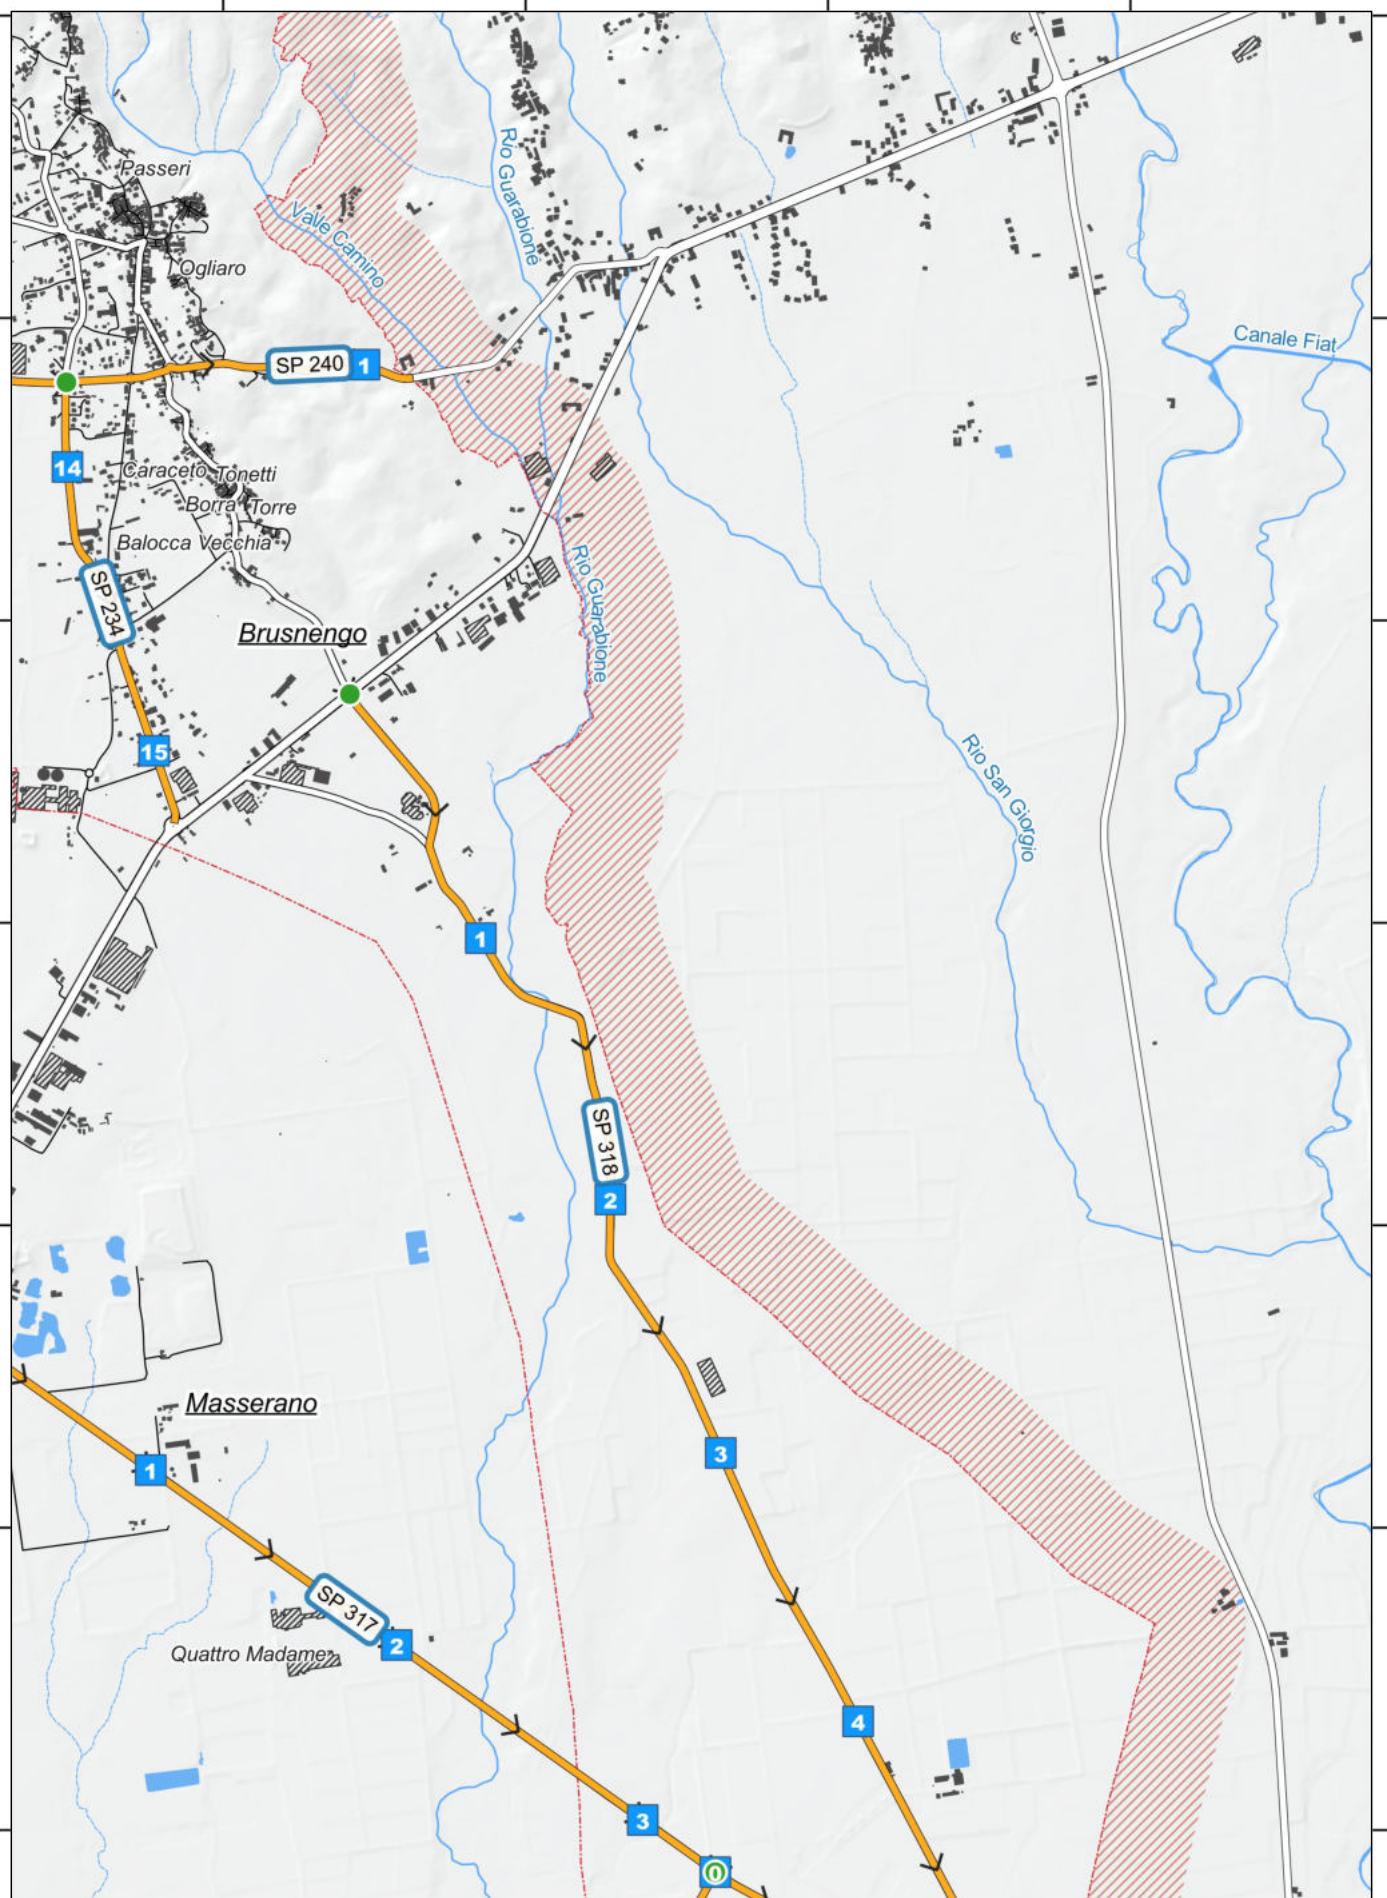 Passeri
Rio Guarabione
Valle Camino
Ogliaro
Canale Fiat
SP 240
1
14
Caraceto
Tonetti
Borra
Torre
Balocca Vecchia
SP 234
Rio Guarabione
Brusnengo
15
Rio San Giorgio
1
SP 318
2
Masserano
3
1
SP 317
2
Quattro Madame
4
3
0